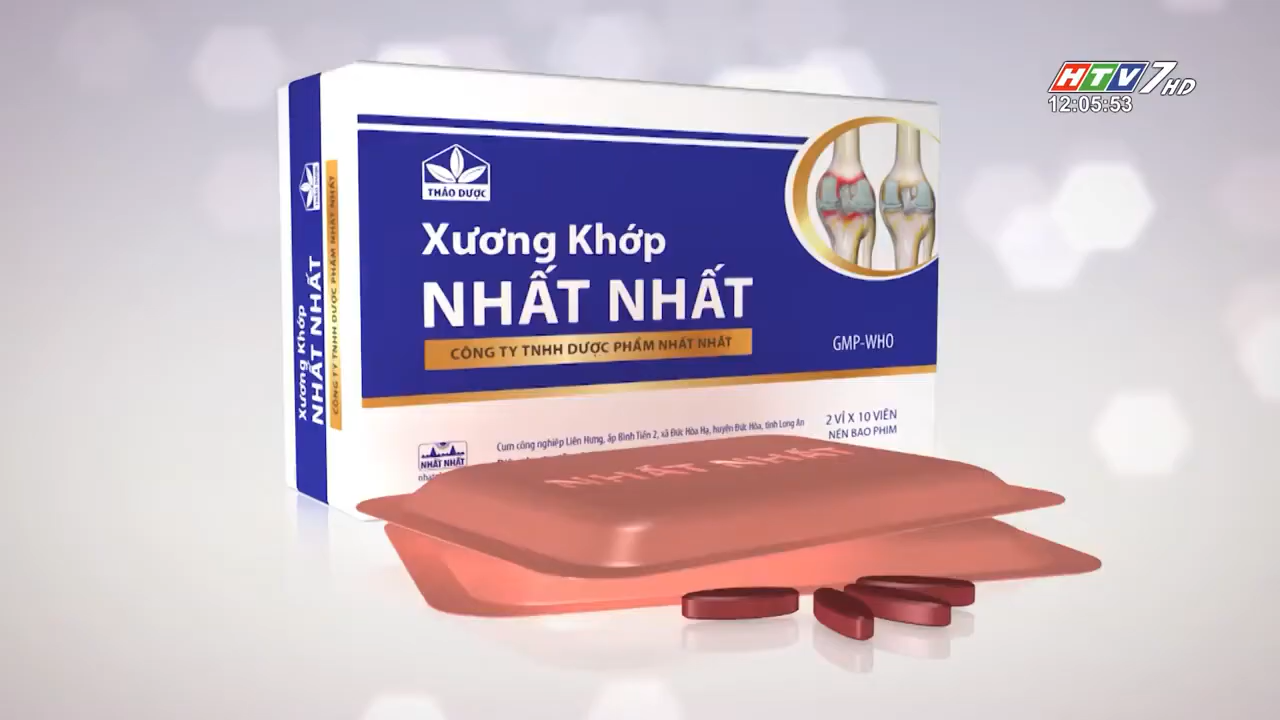 HTV7 HD
12:05:53
THẢO DƯỢC
Xương Khớp
NHẤT NHẤT
CÔNG TY TNHH DƯỢC PHẨM NHẤT NHẤT
GMP-WHO
2 VỈ X 10 VIÊN
NÉN BAO PHIM
Cụm công nghiệp Liên Hưng, ấp Bình Tiền 2, xã Đức Hòa Hạ, huyện Đức Hòa, tỉnh Long An
NHẤT NHẤT
Xương Khớp
NHẤT NHẤT
CÔNG TY TNHH DƯỢC PHẨM NHẤT NHẤT
NHẤT NHẤT